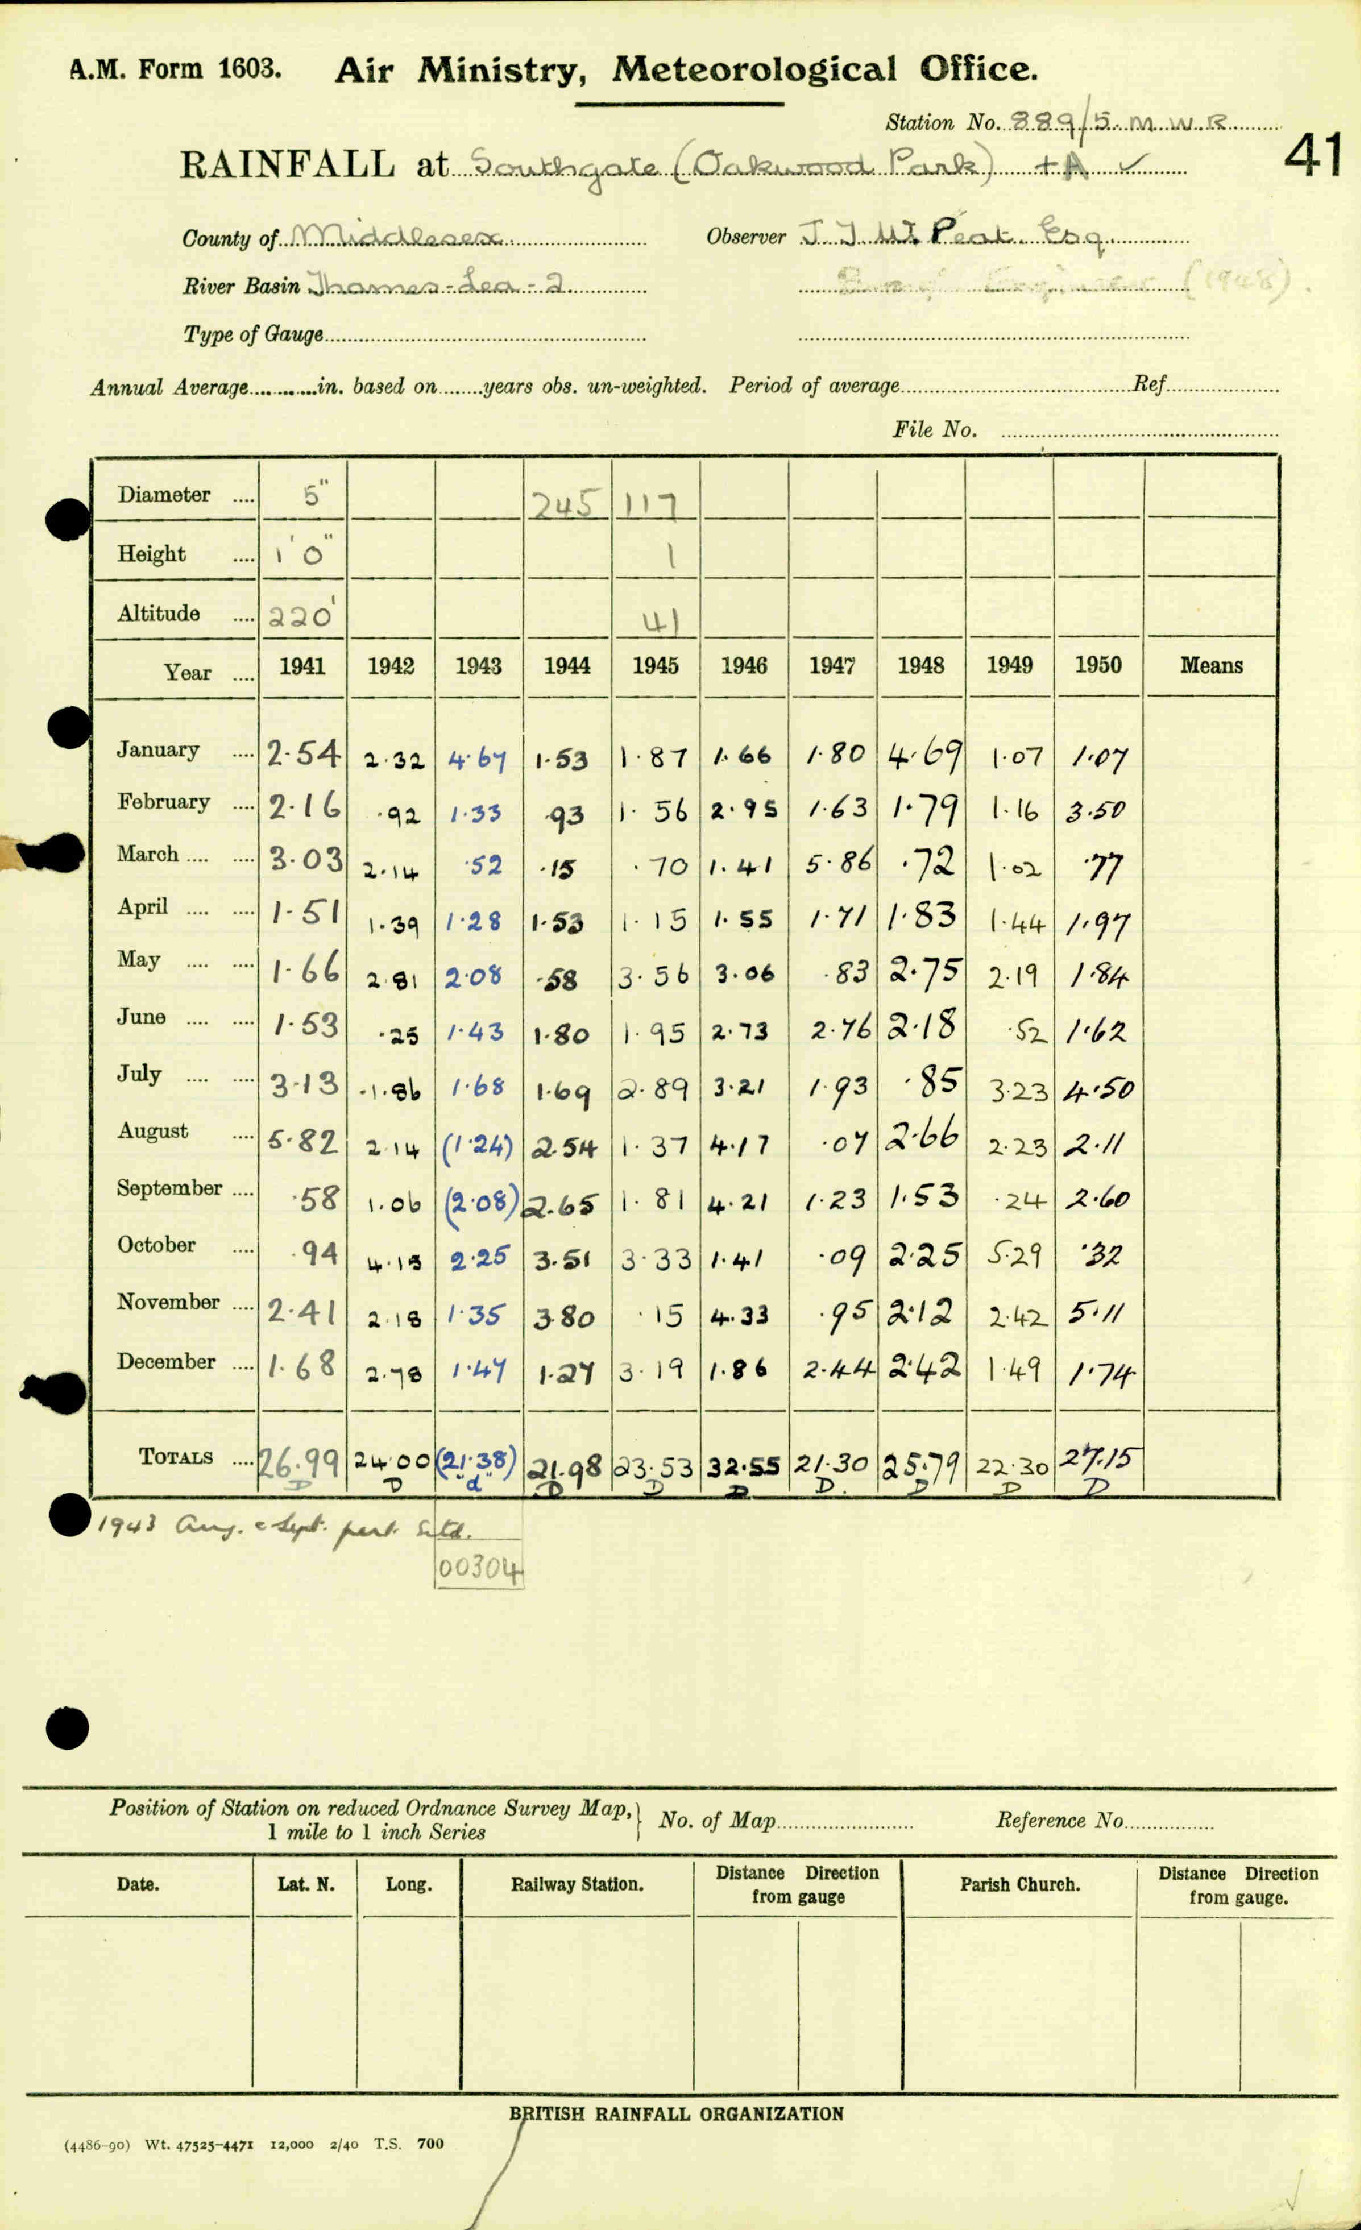 A.M. Form 1603. Air Ministry, Meteorological Office.
Station No. 889/5. M.W.R.
41
RAINFALL at Southgate (Oakwood Park) +A ✓
County of Middlesex Observer Peat. Esq.
River Basin Thames-Lea-2 Engineer (1948).
Type of Gauge
Annual Average in. based on years obs. un-weighted. Period of average Ref
File No.
Diameter .... 5" 245 117
Height .... 1'0" 1
Altitude .... 220' 41
Year .... 1941 1942 1943 1944 1945 1946 1947 1948 1949 1950 Means
January .... 2.54 2.32 4.67 1.53 1.87 1.66 1.80 4.69 1.07 1.07
February .... 2.16 .92 1.33 .93 1.56 2.95 1.63 1.79 1.16 3.50
March .... .... 3.03 2.14 .52 .15 .70 1.41 5.86 .72 1.02 .77
April .... .... 1.51 1.39 1.28 1.53 1.15 1.55 1.71 1.83 1.44 1.97
May .... .... 1.66 2.81 2.08 .58 3.56 3.06 .83 2.75 2.19 1.84
June .... .... 1.53 .25 1.43 1.80 1.95 2.73 2.76 2.18 .52 1.62
July .... .... 3.13 1.86 1.68 1.69 2.89 3.21 1.93 .85 3.23 4.50
August .... 5.82 2.14 (1.24) 2.54 1.37 4.17 .07 2.66 2.23 2.11
September .... .58 1.06 (2.08) 2.65 1.81 4.21 1.23 1.53 .24 2.60
October .... .94 4.15 2.25 3.51 3.33 1.41 .09 2.25 5.29 .32
November .... 2.41 2.18 1.35 3.80 .15 4.33 .95 2.12 2.42 5.11
December .... 1.68 2.78 1.47 1.27 3.19 1.86 2.44 2.42 1.49 1.74
TOTALS .... 26.99 24.00 (21.38) 21.98 23.53 32.55 21.30 25.79 22.30 27.15
D D "d" D D D D. D D D
1943 Aug. & Sept. part Estd.
00304
Position of Station on reduced Ordnance Survey Map, } No. of Map Reference No.
1 mile to 1 inch Series
Date. Lat. N. Long. Railway Station. Distance Direction from gauge Parish Church. Distance Direction from gauge.
BRITISH RAINFALL ORGANIZATION
(4486-90) Wt. 47525-4471 12,000 2/40 T.S. 700